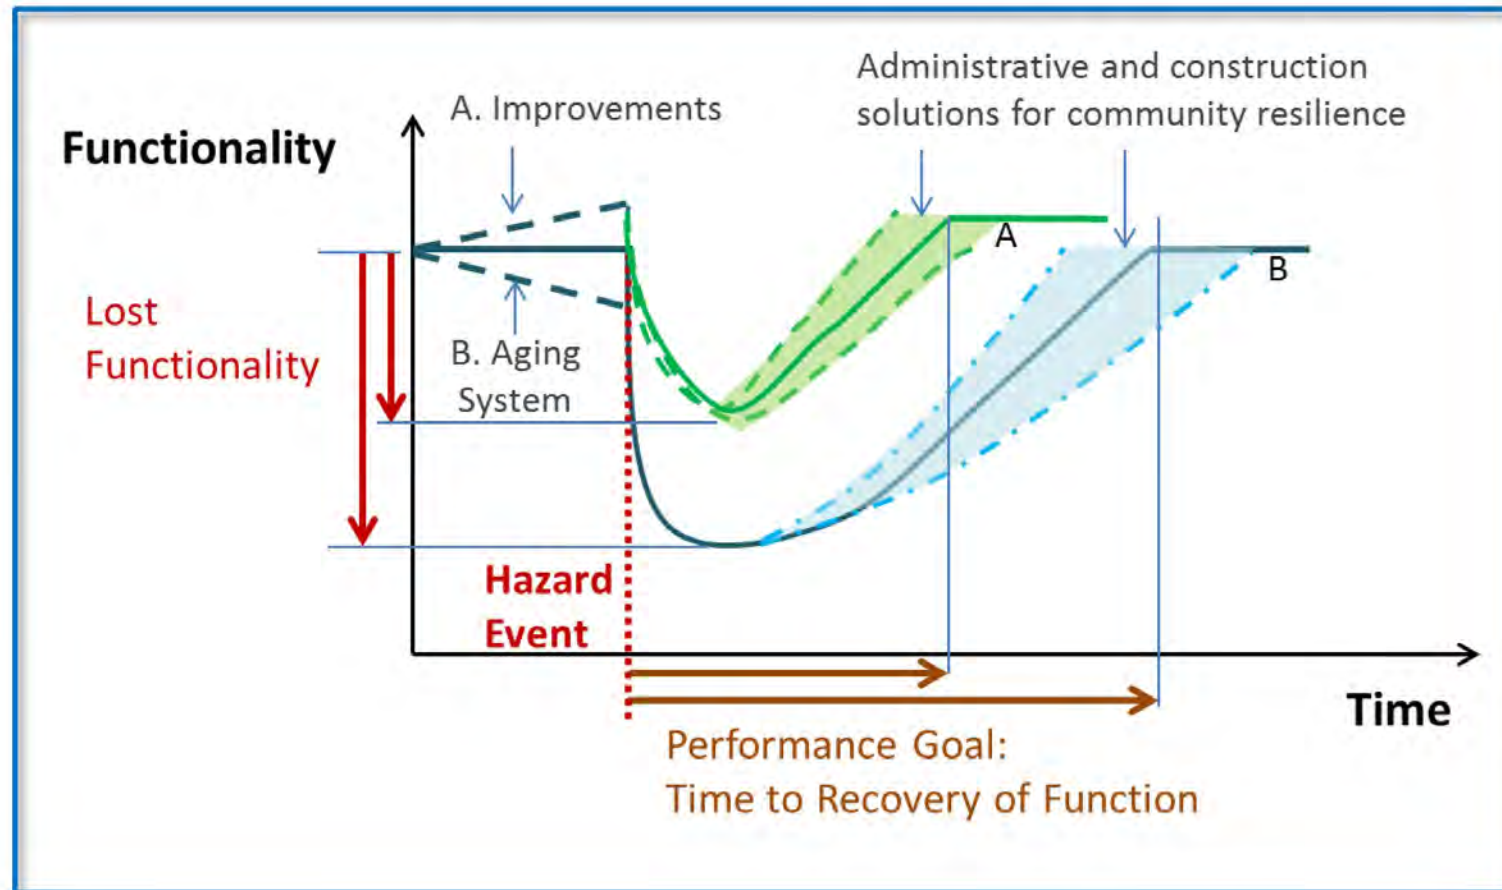 Administrative and construction
solutions for community resilience
A. Improvements
Functionality
A
B
Lost
Functionality
B. Aging
System
Hazard
Event
Time
Performance Goal:
Time to Recovery of Function